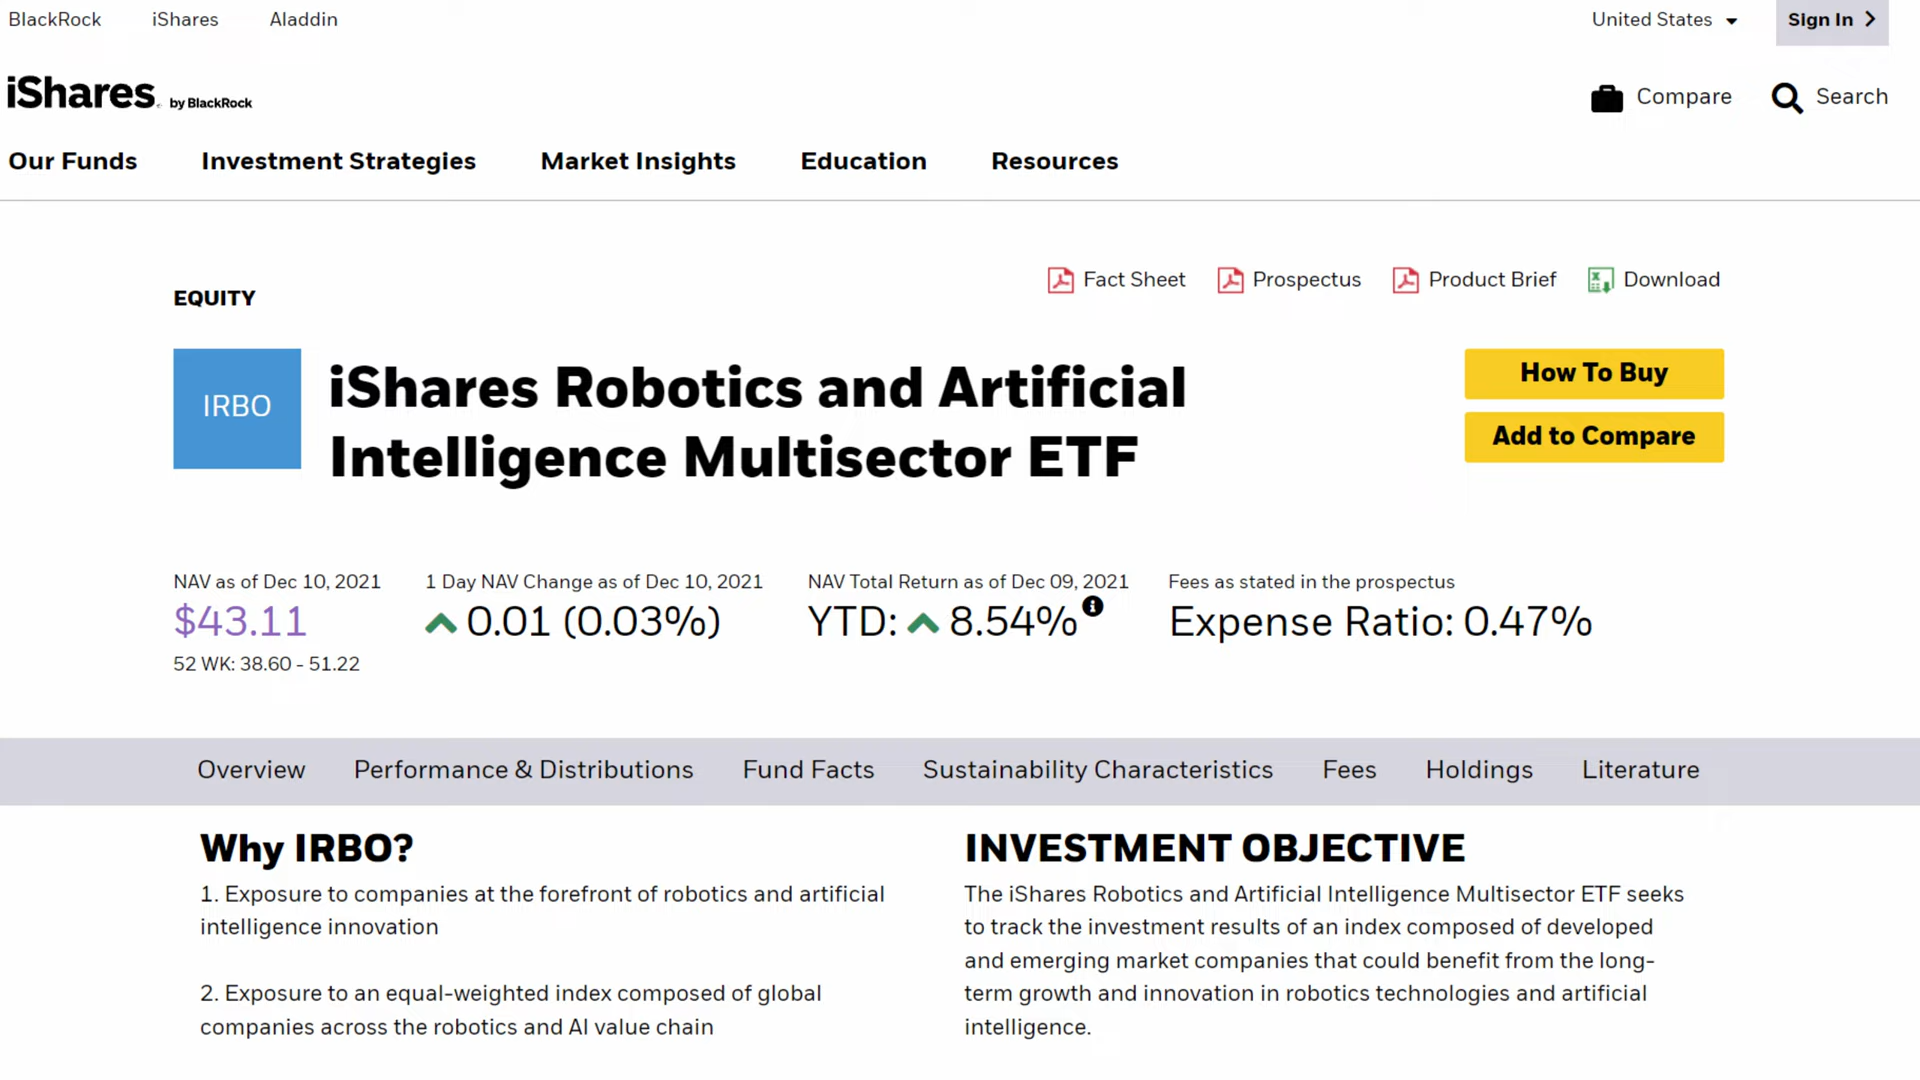 BlackRock iShares Aladdin United States Sign In
iShares by BlackRock Compare Search
Our Funds Investment Strategies Market Insights Education Resources
Fact Sheet Prospectus Product Brief Download
EQUITY
IRBO
iShares Robotics and Artificial
Intelligence Multisector ETF
How To Buy
Add to Compare
NAV as of Dec 10, 2021
$43.11
52 WK: 38.60 - 51.22
1 Day NAV Change as of Dec 10, 2021
0.01 (0.03%)
NAV Total Return as of Dec 09, 2021
YTD: 8.54%
Fees as stated in the prospectus
Expense Ratio: 0.47%
Overview Performance & Distributions Fund Facts Sustainability Characteristics Fees Holdings Literature
Why IRBO?
1. Exposure to companies at the forefront of robotics and artificial
intelligence innovation
2. Exposure to an equal-weighted index composed of global
companies across the robotics and AI value chain
INVESTMENT OBJECTIVE
The iShares Robotics and Artificial Intelligence Multisector ETF seeks
to track the investment results of an index composed of developed
and emerging market companies that could benefit from the long-
term growth and innovation in robotics technologies and artificial
intelligence.